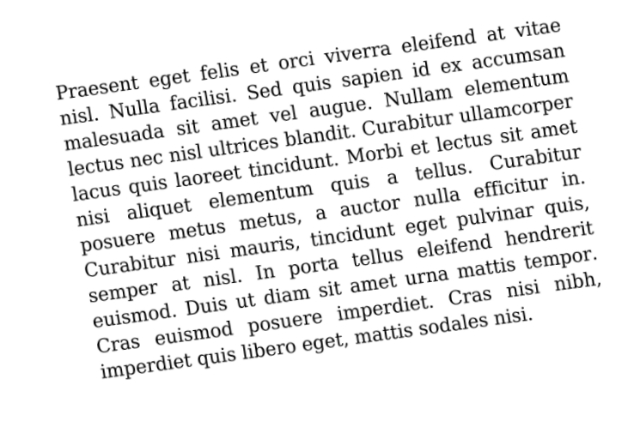 Praesent eget felis et orci viverra eleifend at vitae
nisl. Nulla facilisi. Sed quis sapien id ex accumsan
malesuada sit amet vel augue. Nullam elementum
lectus nec nisl ultrices blandit. Curabitur ullamcorper
lacus quis laoreet tincidunt. Morbi et lectus sit amet
nisi aliquet elementum quis a tellus. Curabitur
posuere metus metus, a auctor nulla efficitur in.
Curabitur nisi mauris, tincidunt eget pulvinar quis,
semper at nisl. In porta tellus eleifend hendrerit
euismod. Duis ut diam sit amet urna mattis tempor.
Cras euismod posuere imperdiet. Cras nisi nibh,
imperdiet quis libero eget, mattis sodales nisi.